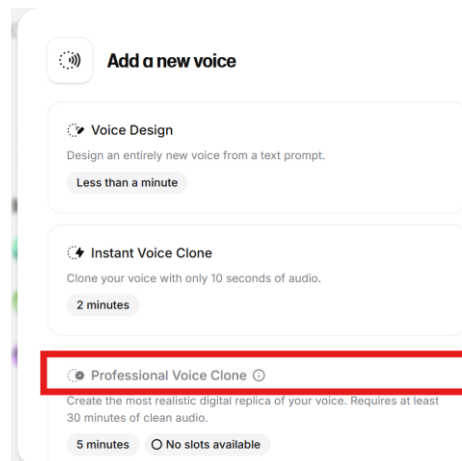 Add a new voice
Voice Design
Design an entirely new voice from a text prompt.
Less than a minute
Instant Voice Clone
Clone your voice with only 10 seconds of audio.
2 minutes
Professional Voice Clone
Create the most realistic digital replica of your voice. Requires at least
30 minutes of clean audio.
5 minutes No slots available